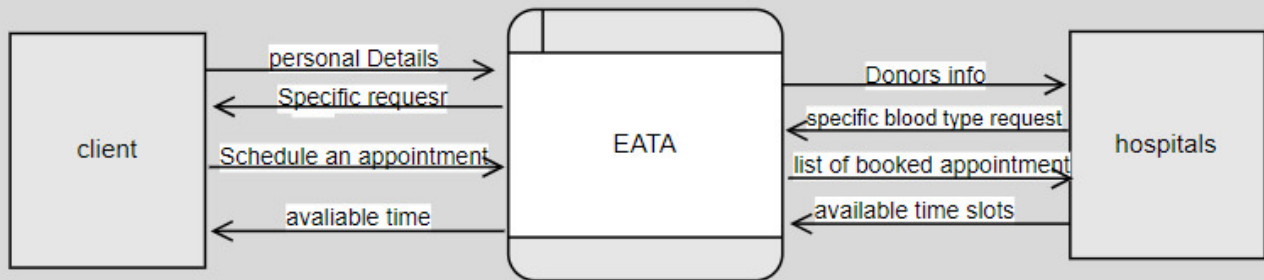 personal Details
Specific requesr
client
Schedule an appointment
avaliable time
EATA
Donors info
specific blood type request
list of booked appointment
available time slots
hospitals